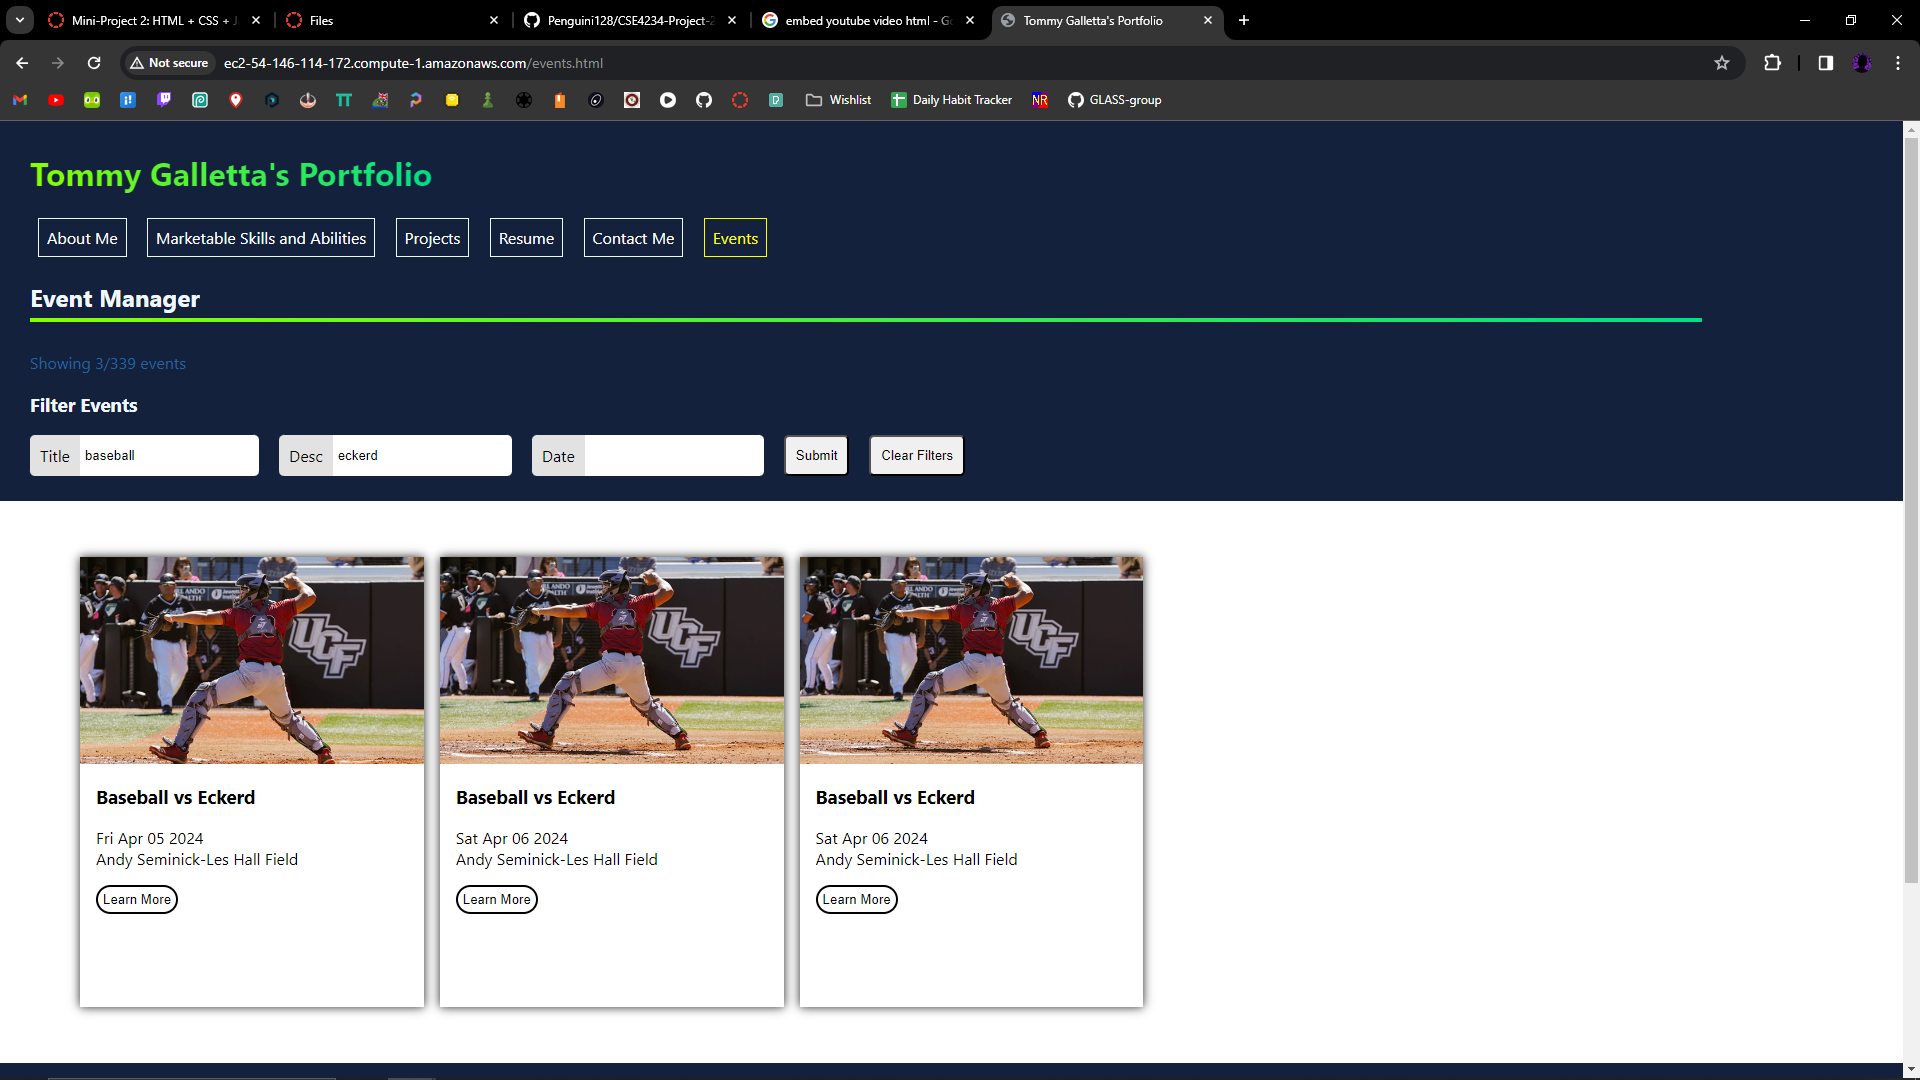 Mini-Project 2: HTML + CSS + J
Files
Penguini128/CSE4234-Project-2
embed youtube video html - Go
Tommy Galletta's Portfolio
Not secure
ec2-54-146-114-172.compute-1.amazonaws.com/events.html
Wishlist
Daily Habit Tracker
NR
GLASS-group
Tommy Galletta's Portfolio
About Me
Marketable Skills and Abilities
Projects
Resume
Contact Me
Events
Event Manager
Showing 3/339 events
Filter Events
Title
baseball
Desc
eckerd
Date
Submit
Clear Filters
UCF
UCF
UCF
Baseball vs Eckerd
Fri Apr 05 2024
Andy Seminick-Les Hall Field
Learn More
Baseball vs Eckerd
Sat Apr 06 2024
Andy Seminick-Les Hall Field
Learn More
Baseball vs Eckerd
Sat Apr 06 2024
Andy Seminick-Les Hall Field
Learn More